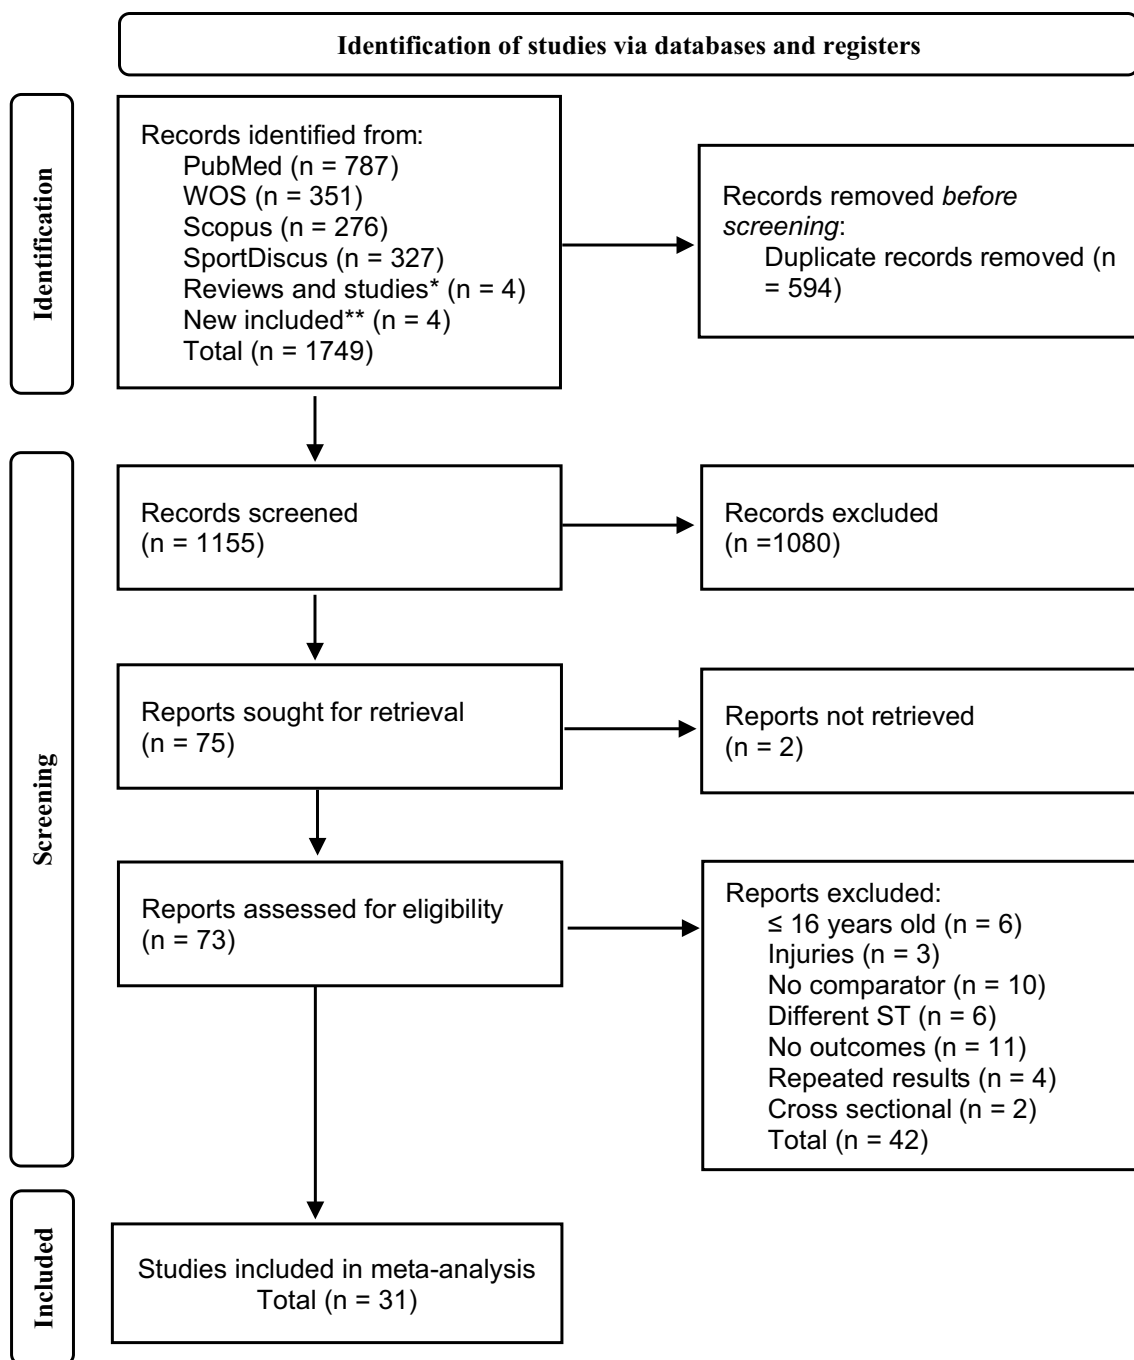 Identification of studies via databases and registers
Identification
Records identified from:
PubMed (n = 787)
WOS (n = 351)
Scopus (n = 276)
SportDiscus (n = 327)
Reviews and studies* (n = 4)
New included** (n = 4)
Total (n = 1749)
Records removed before
screening:
Duplicate records removed (n
= 594)
Screening
Records screened
(n = 1155)
Records excluded
(n =1080)
Reports sought for retrieval
(n = 75)
Reports not retrieved
(n = 2)
Reports assessed for eligibility
(n = 73)
Reports excluded:
≤ 16 years old (n = 6)
Injuries (n = 3)
No comparator (n = 10)
Different ST (n = 6)
No outcomes (n = 11)
Repeated results (n = 4)
Cross sectional (n = 2)
Total (n = 42)
Included
Studies included in meta-analysis
Total (n = 31)